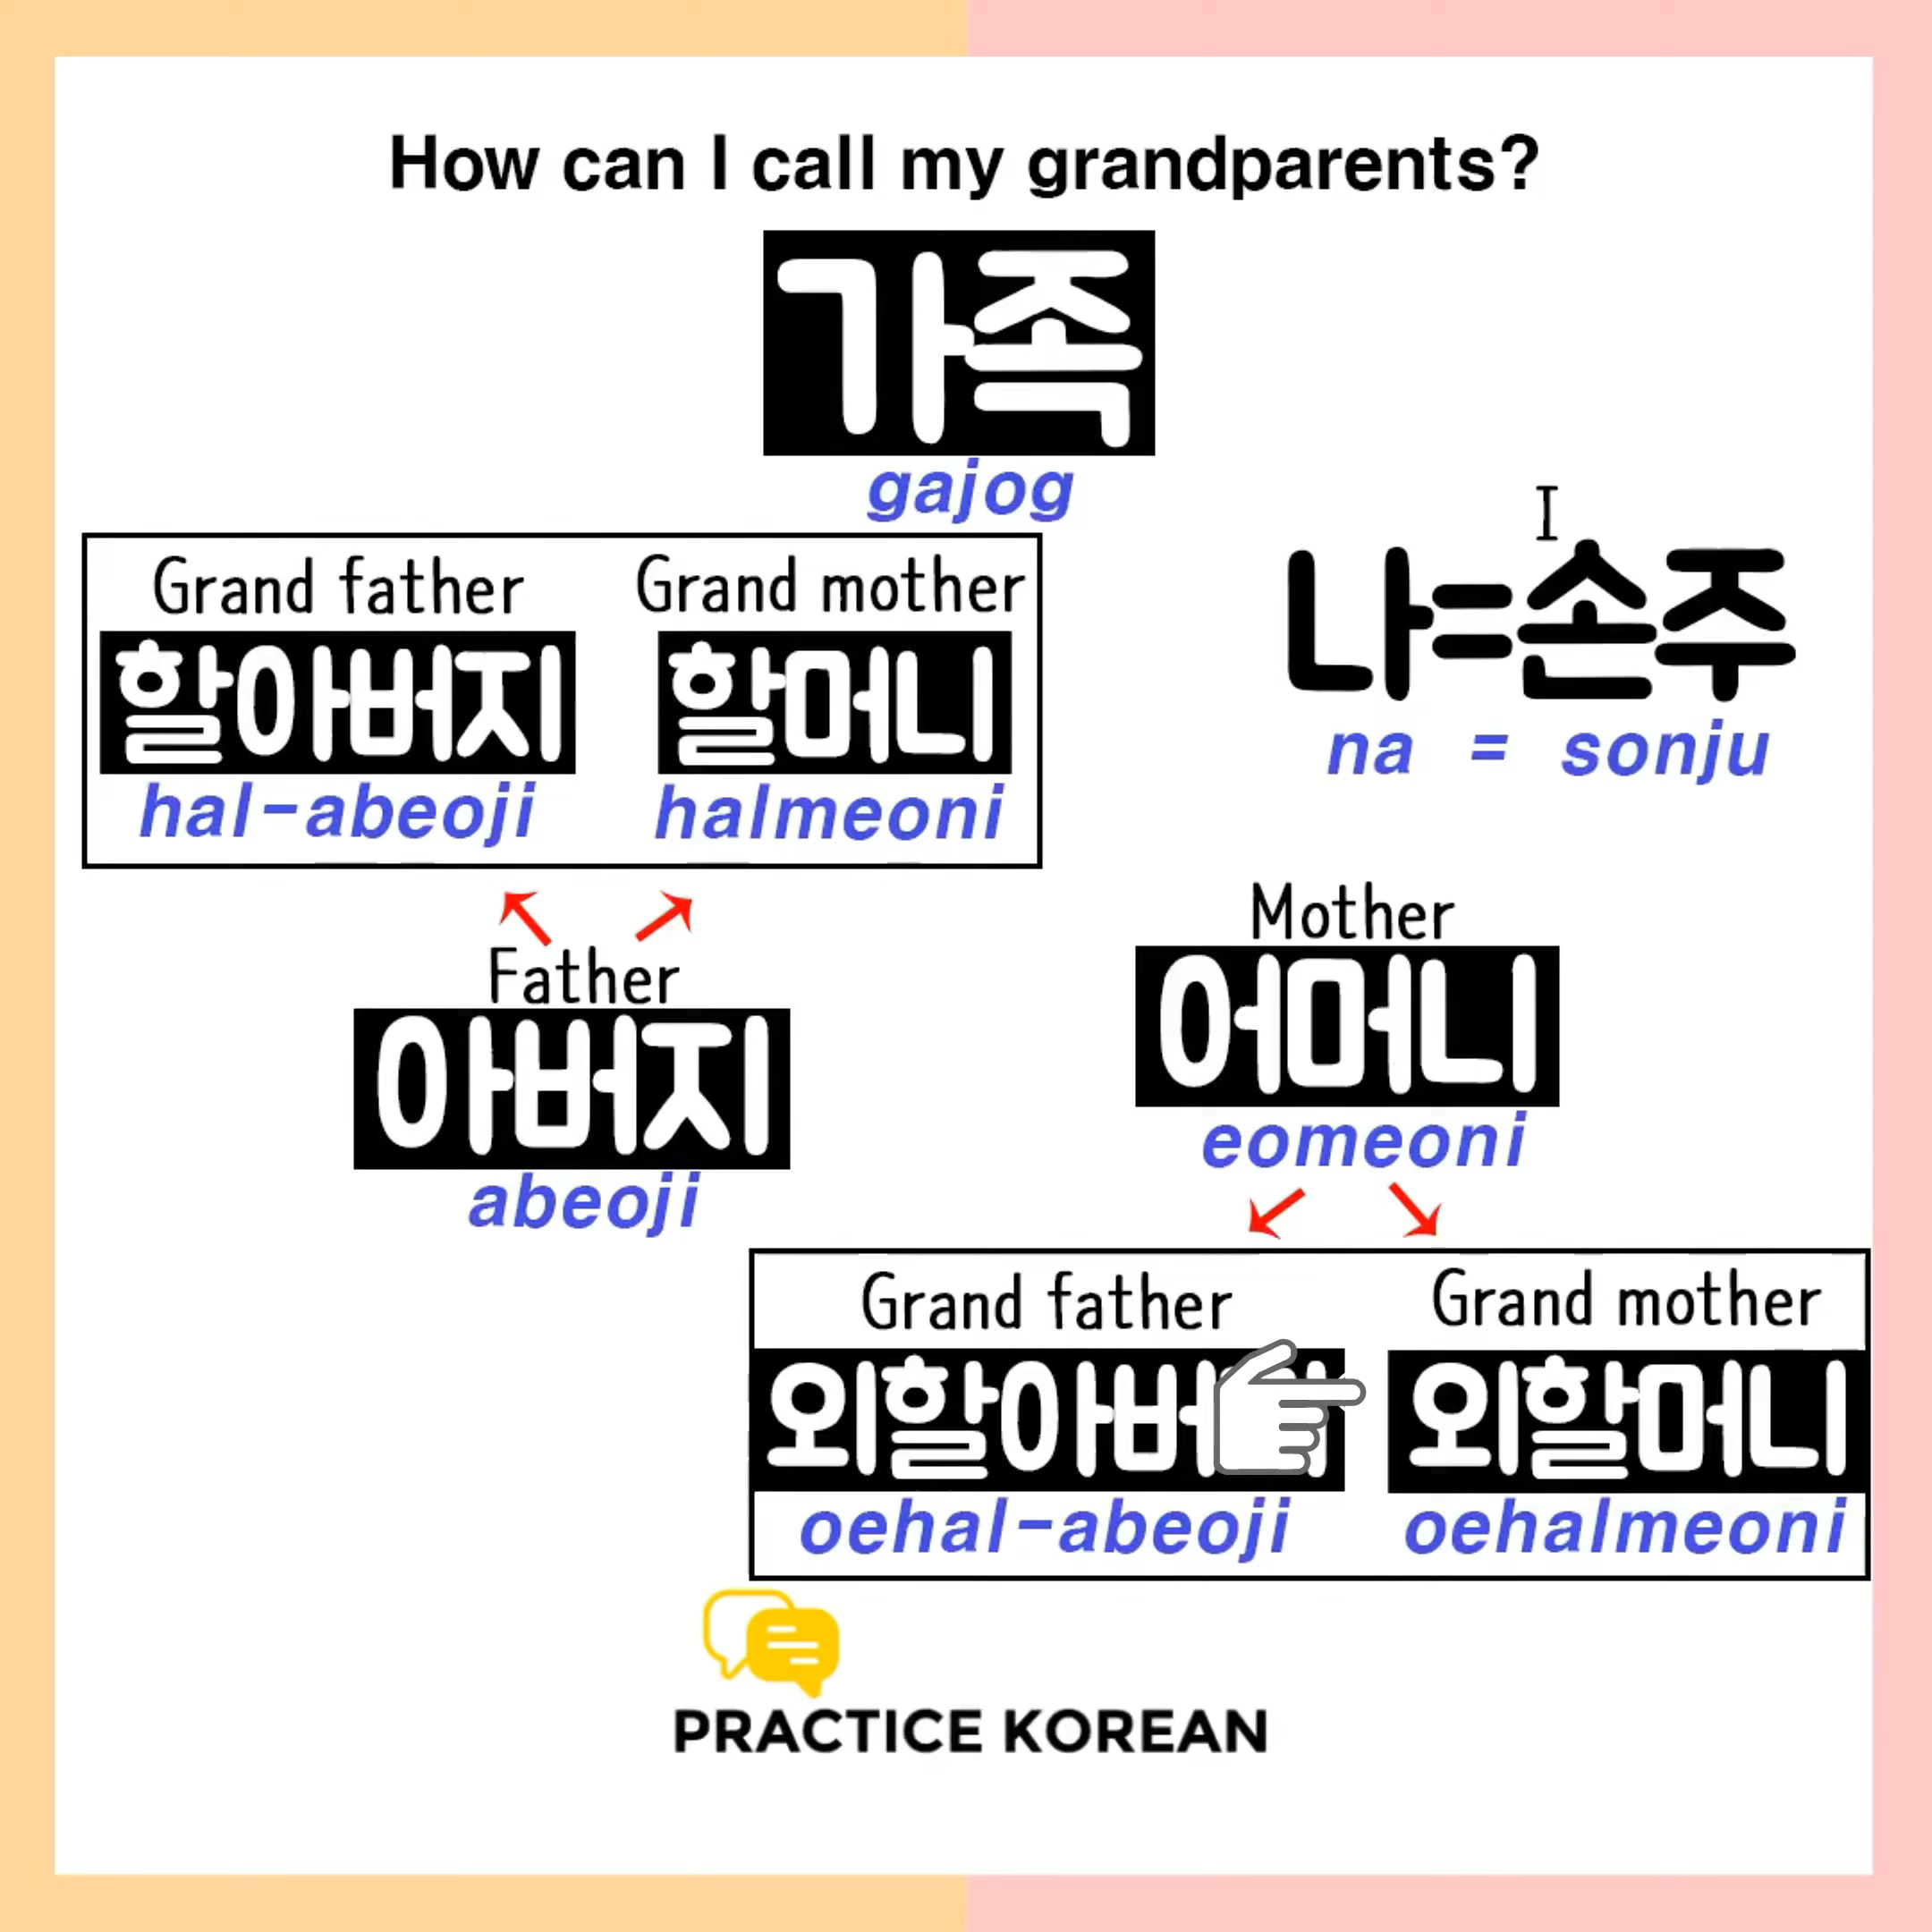 How can I call my grandparents?
가족
gajog
I
나=손주
na = sonju
Grand father Grand mother
할아버지 할머니
hal-abeoji halmeoni
Father
아버지
abeoji
Mother
어머니
eomeoni
Grand father Grand mother
외할아버지 외할머니
oehal-abeoji oehalmeoni
PRACTICE KOREAN